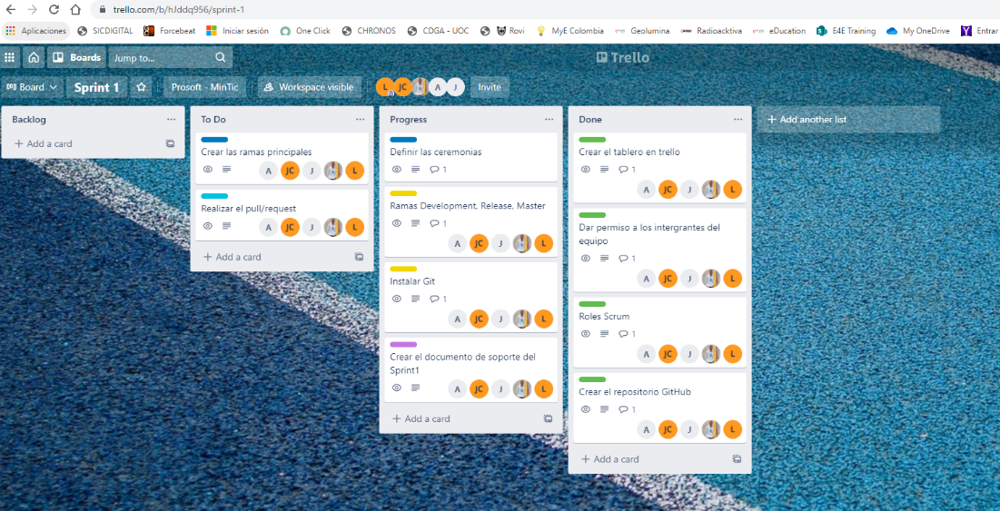 trello.com/b/hJddq956/sprint-1
Aplicaciones SICDIGITAL Forcebeat Iniciar sesión One Click CHRONOS CDGA - UOC Rovi MyE Colombia Geolumina Radioacktiva eDucation E4E Training My OneDrive Entrar
Boards Jump to... Trello
Board Sprint 1 Prosoft - MinTic Workspace visible L JC A J Invite
Backlog
Add a card
To Do
Crear las ramas principales
A JC J L
Realizar el pull/request
A JC J L
Add a card
Progress
Definir las ceremonias
1
Ramas Development, Release, Master
1
A JC J L
Instalar Git
1
A JC J L
Crear el documento de soporte del
Sprint1
A JC J L
Add a card
Done
Crear el tablero en trello
1
A JC J L
Dar permiso a los intergrantes del
equipo
1
A JC J L
Roles Scrum
1
A JC J L
Crear el repositorio GitHub
1
A JC J L
Add a card
Add another list